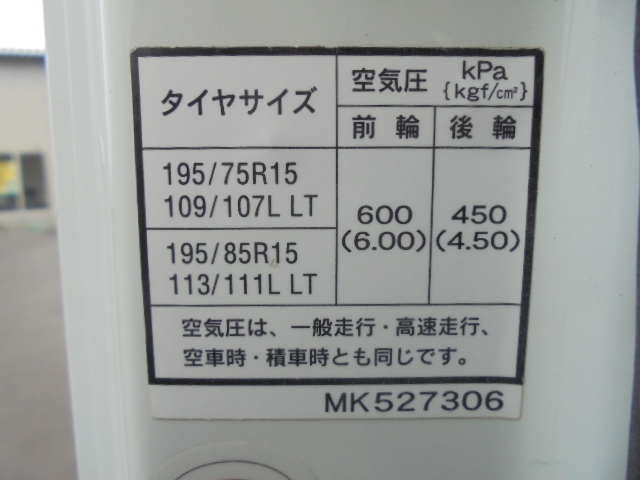 タイヤサイズ
空気圧 kPa
{kgf/cm²}
前輪 後輪
195/75R15
109/107L LT
600
(6.00)
450
(4.50)
195/85R15
113/111L LT
空気圧は、一般走行・高速走行、
空車時・積車時とも同じです。
MK527306